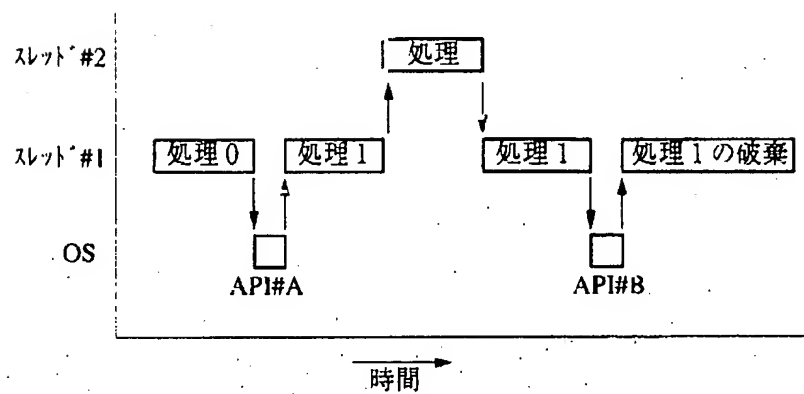 ｽﾚｯﾄﾞ#2
処理
ｽﾚｯﾄﾞ#1
処理0
処理1
処理1
処理1の破棄
OS
API#A
API#B
時間